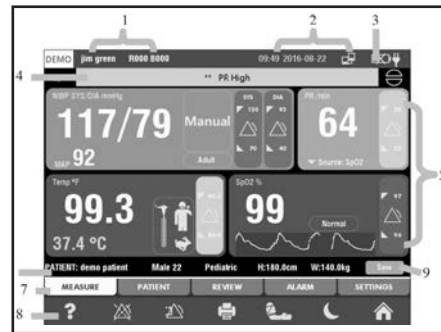 1 2 3
DEMO jim green R000 B000 09:49 2016-08-22
4 ** PR High
NIBP SYS/DIA mmHg SYS DIA PR /min
117/79 Manual 64
MAP 92 Adult Source: SpO2
Temp °F SpO2 %
99.3 99 97
37.4 °C Normal
PATIENT: demo patient Male 22 Pediatric H:180.0cm W:140.0kg Save 9
7 MEASURE PATIENT REVIEW ALARM SETTINGS
8 ?